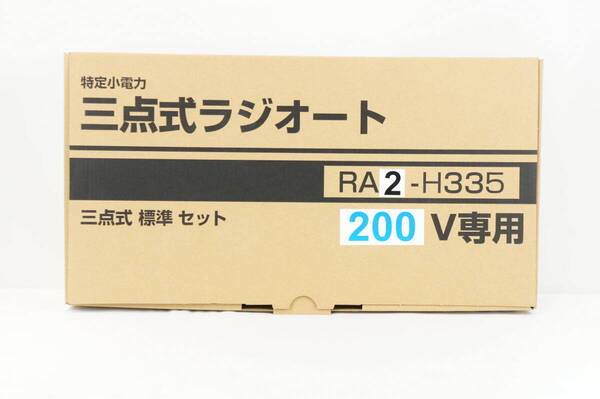 特定小電力
三点式ラジオート
RA2-H335
三点式 標準 セット
200 V専用